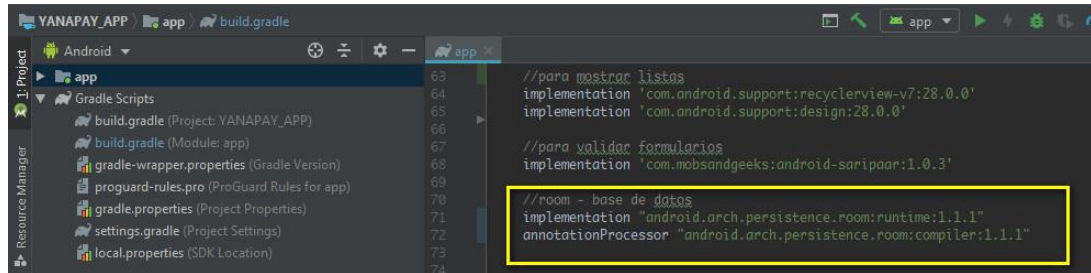 YANAPAY_APP app build.gradle app
1: Project
Resource Manager
Android
app
Gradle Scripts
build.gradle (Project: YANAPAY_APP)
build.gradle (Module: app)
gradle-wrapper.properties (Gradle Version)
proguard-rules.pro (ProGuard Rules for app)
gradle.properties (Project Properties)
settings.gradle (Project Settings)
local.properties (SDK Location)
app
63 //para mostrar listas
64 implementation 'com.android.support:recyclerview-v7:28.0.0'
65 implementation 'com.android.support:design:28.0.0'
66
67 //para validar formularios
68 implementation 'com.mobsandgeeks:android-saripaar:1.0.3'
69
70 //room - base de datos
71 implementation "android.arch.persistence.room:runtime:1.1.1"
72 annotationProcessor "android.arch.persistence.room:compiler:1.1.1"
73
74